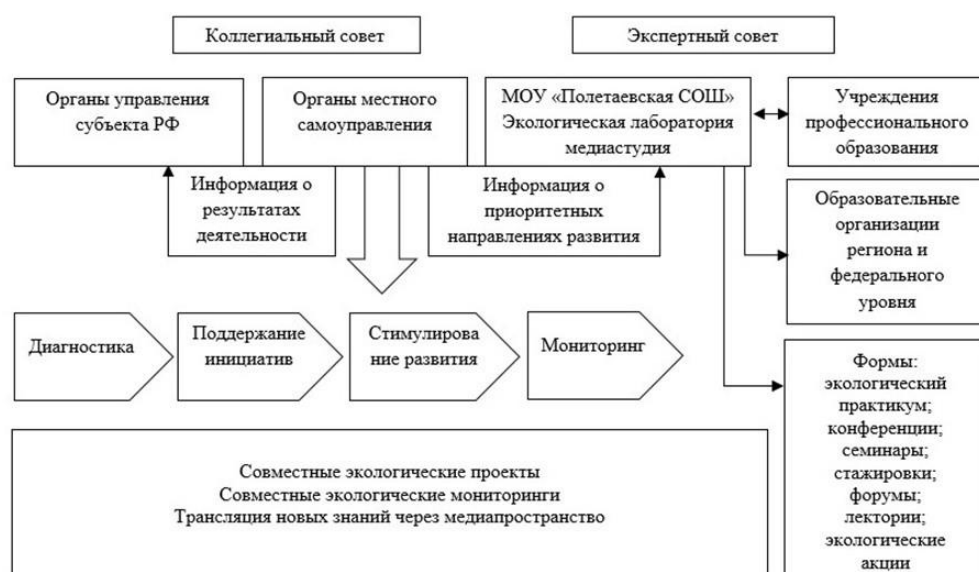 Коллегиальный совет
Экспертный совет
Органы управления
субъекта РФ
Органы местного
самоуправления
МОУ «Полетаевская СОШ»
Экологическая лаборатория
медиастудия
Учреждения
профессионального
образования
Информация о
результатах
деятельности
Информация о
приоритетных
направлениях развития
Образовательные
организации
региона и
федерального
уровня
Диагностика
Поддержание
инициатив
Стимулирова
ние развития
Мониторинг
Формы:
экологический
практикум;
конференции;
семинары;
стажировки;
форумы;
лектории;
экологические
акции
Совместные экологические проекты
Совместные экологические мониторинги
Трансляция новых знаний через медиапространство